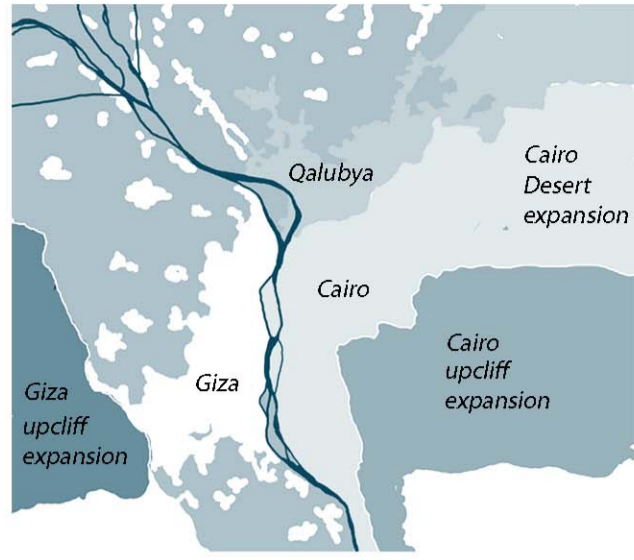 Cairo
Desert
expansion
Qalubya
Cairo
Cairo
upcliff
expansion
Giza
Giza
upcliff
expansion